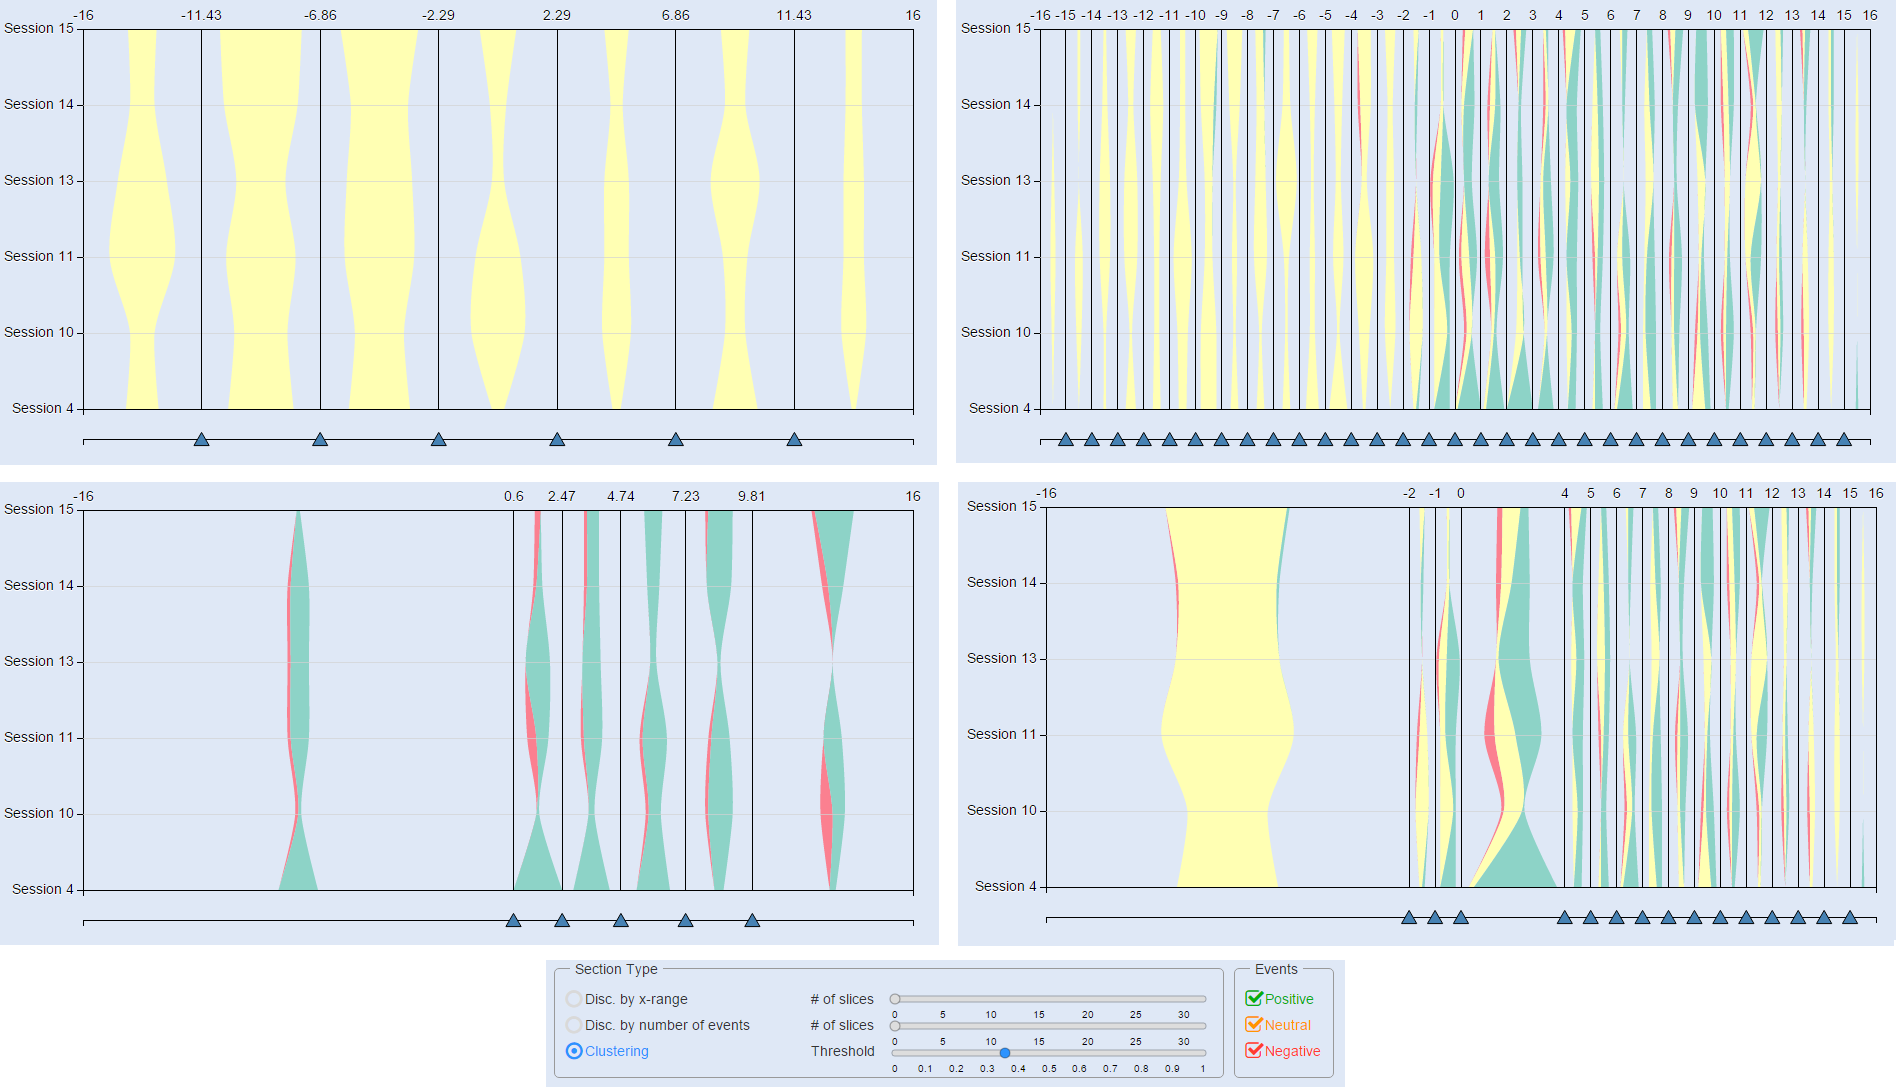 -16 -11.43 -6.86 -2.29 2.29 6.86 11.43 16
Session 15
Session 14
Session 13
Session 11
Session 10
Session 4
-16 -15 -14 -13 -12 -11 -10 -9 -8 -7 -6 -5 -4 -3 -2 -1 0 1 2 3 4 5 6 7 8 9 10 11 12 13 14 15 16
Session 15
Session 14
Session 13
Session 11
Session 10
Session 4
-16 0.6 2.47 4.74 7.23 9.81 16
Session 15
Session 14
Session 13
Session 11
Session 10
Session 4
-16 -2 -1 0 4 5 6 7 8 9 10 11 12 13 14 15 16
Session 15
Session 14
Session 13
Session 11
Session 10
Session 4
Section Type
Disc. by x-range # of slices
0 5 10 15 20 25 30
Disc. by number of events # of slices
0 5 10 15 20 25 30
Clustering Threshold
0 0.1 0.2 0.3 0.4 0.5 0.6 0.7 0.8 0.9 1
Events
Positive
Neutral
Negative